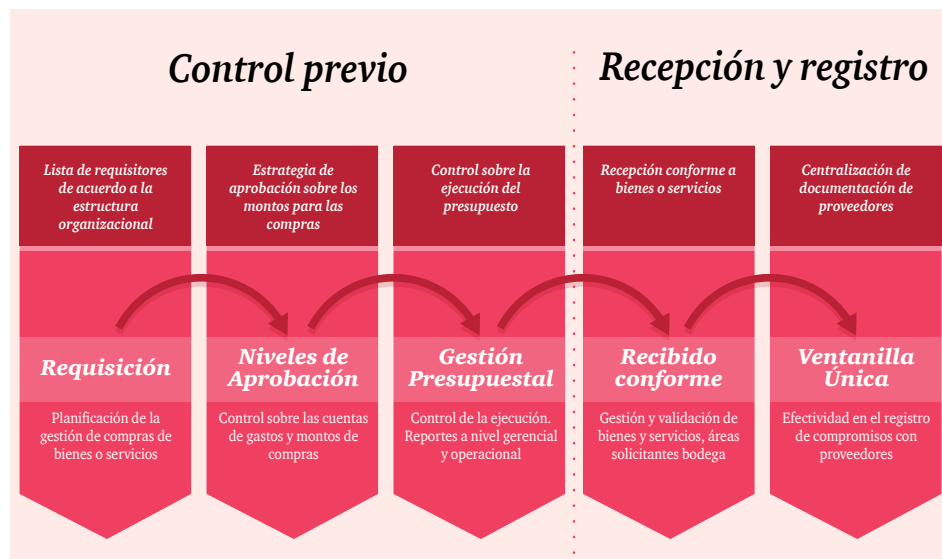 Control previo
Recepción y registro
Lista de requisitores
de acuerdo a la
estructura
organizacional
Estrategia de
aprobación sobre los
montos para las
compras
Control sobre la
ejecución del
presupuesto
Recepción conforme a
bienes o servicios
Centralización de
documentación de
proveedores
Requisición
Niveles de
Aprobación
Gestión
Presupuestal
Recibido
conforme
Ventanilla
Única
Planificación de la
gestión de compras de
bienes o servicios
Control sobre las cuentas
de gastos y montos de
compras
Control de la ejecución.
Reportes a nivel gerencial
y operacional
Gestión y validación de
bienes y servicios, áreas
solicitantes bodega
Efectividad en el registro
de compromisos con
proveedores